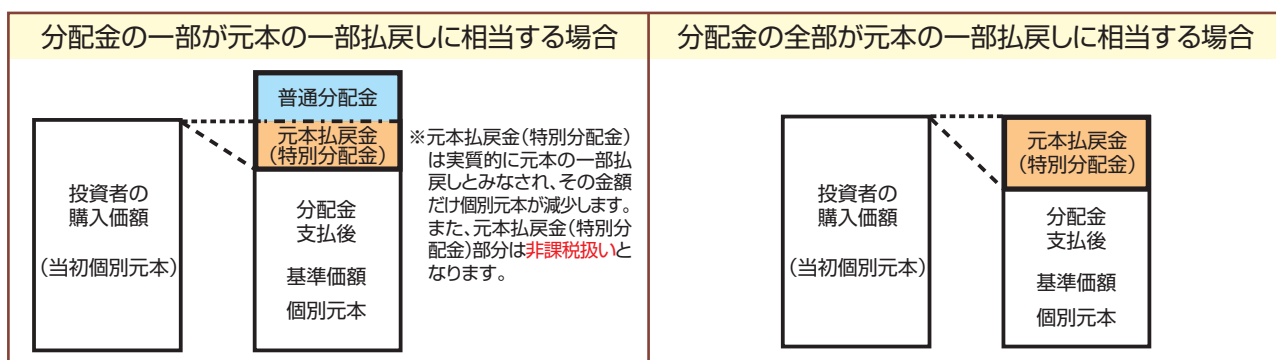 分配金の一部が元本の一部払戻しに相当する場合
普通分配金
元本払戻金
(特別分配金)
投資者の
購入価額
(当初個別元本)
分配金
支払後
基準価額
個別元本
※元本払戻金(特別分配金)
は実質的に元本の一部払
戻しとみなされ、その金額
だけ個別元本が減少します。
また、元本払戻金(特別分
配金)部分は非課税扱いと
なります。
分配金の全部が元本の一部払戻しに相当する場合
元本払戻金
(特別分配金)
投資者の
購入価額
(当初個別元本)
分配金
支払後
基準価額
個別元本